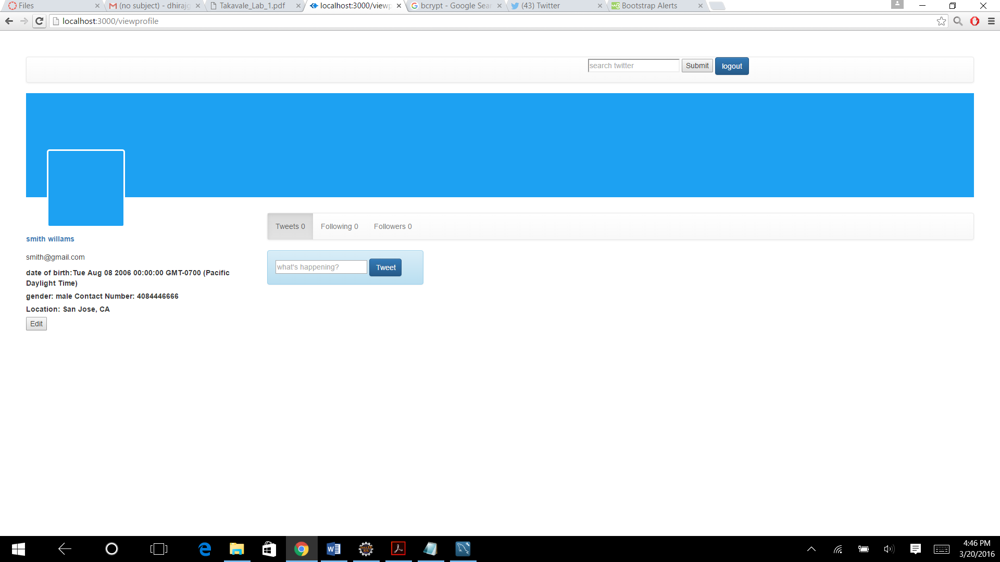 Files
(no subject) - dhirajg
Takavale_Lab_1.pdf
localhost:3000/viewp
bcrypt - Google Sear
(43) Twitter
Bootstrap Alerts
localhost:3000/viewprofile
search twitter
Submit
logout
Tweets 0
Following 0
Followers 0
smith willams
smith@gmail.com
what's happening?
Tweet
date of birth:Tue Aug 08 2006 00:00:00 GMT-0700 (Pacific
Daylight Time)
gender: male Contact Number: 4084446666
Location: San Jose, CA
Edit
4:46 PM
3/20/2016